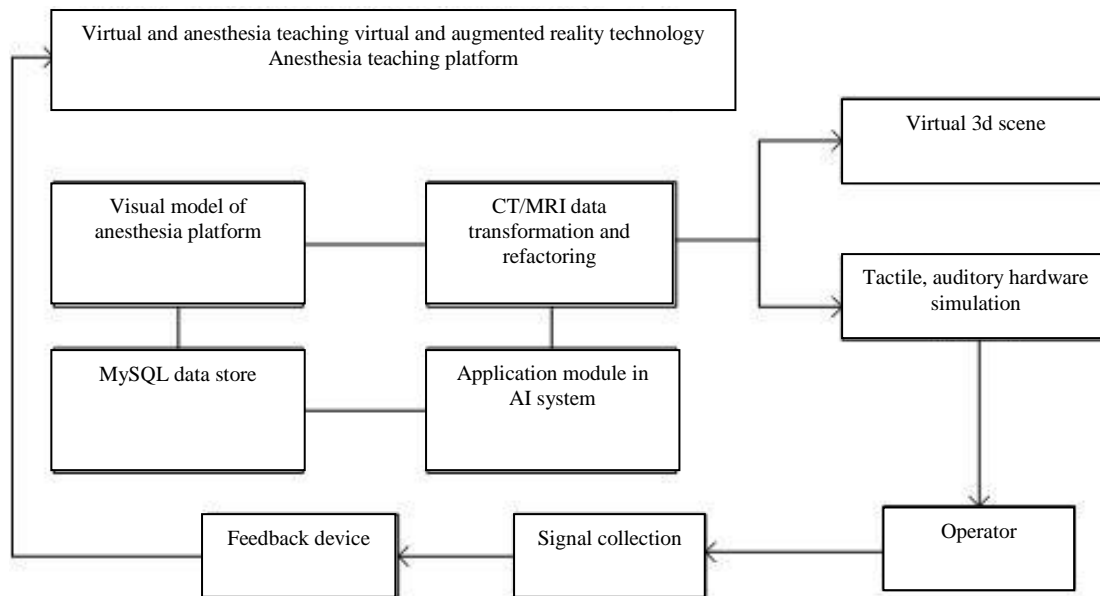 Virtual and anesthesia teaching virtual and augmented reality technology
Anesthesia teaching platform
Virtual 3d scene
Visual model of
anesthesia platform
CT/MRI data
transformation and
refactoring
Tactile, auditory hardware
simulation
MySQL data store
Application module in
AI system
Feedback device
Signal collection
Operator